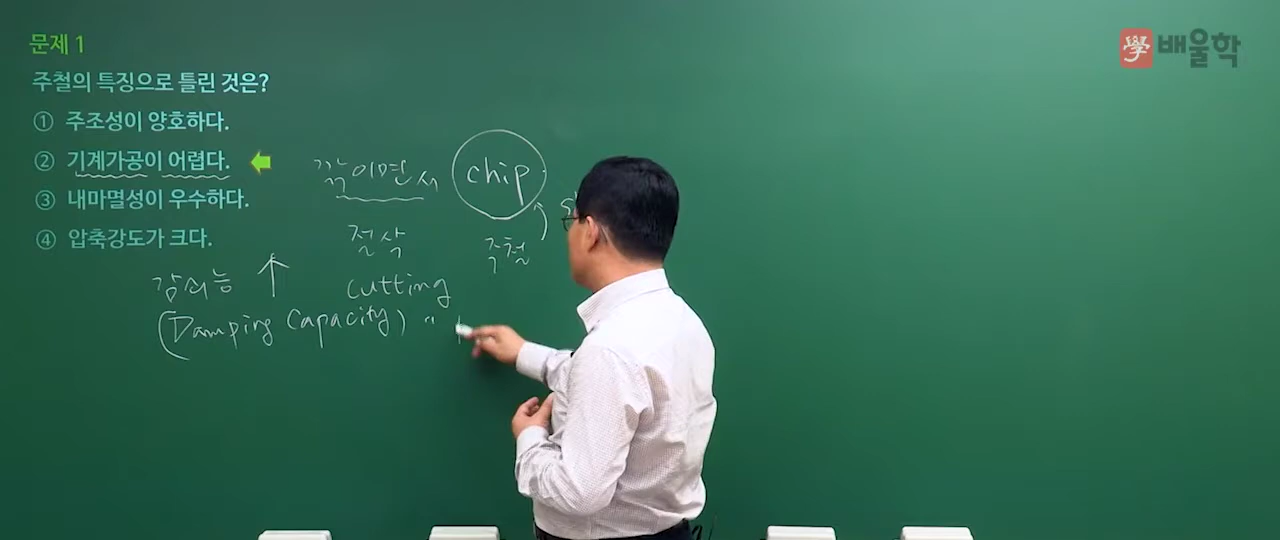 문제 1
學 배울학
주철의 특징으로 틀린 것은?
① 주조성이 양호하다.
② 기계가공이 어렵다.
③ 내마멸성이 우수하다.
④ 압축강도가 크다.
깎이면서
chip
절삭
cutting
주철
감쇠능 ↑
(Damping Capacity) "